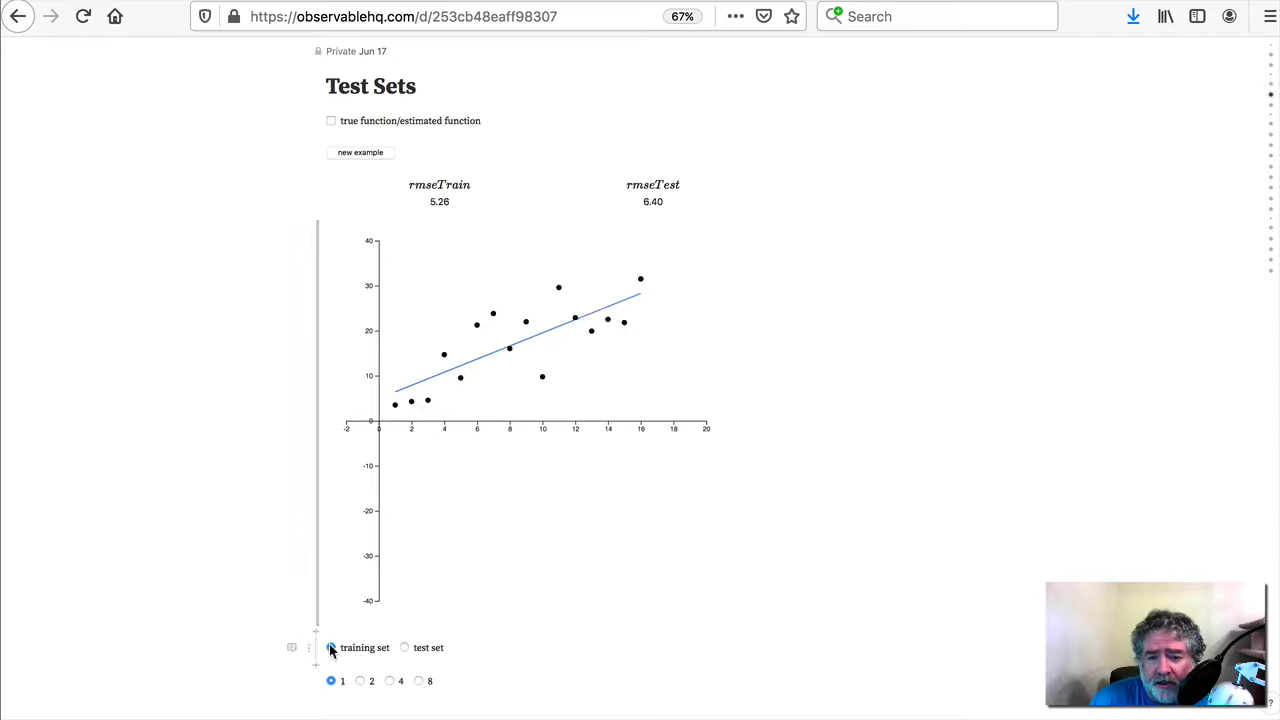 https://observablehq.com/d/253cb48eaff98307
67%
Search
Private Jun 17
Test Sets
true function/estimated function
new example
rmseTrain rmseTest
5.26 6.40
40
30
20
10
0
-10
-20
-30
-40
-2 0 2 4 6 8 10 12 14 16 18 20
training set test set
1 2 4 8
?